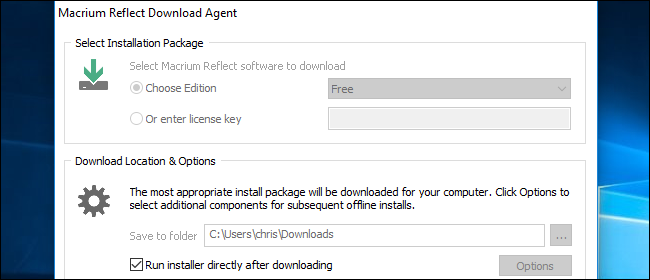 Macrium Reflect Download Agent
Select Installation Package
Select Macrium Reflect software to download
Choose Edition
Free
Or enter license key
Download Location & Options
The most appropriate install package will be downloaded for your computer. Click Options to
select additional components for subsequent offline installs.
Save to folder
C:\Users\chris\Downloads
...
Run installer directly after downloading
Options